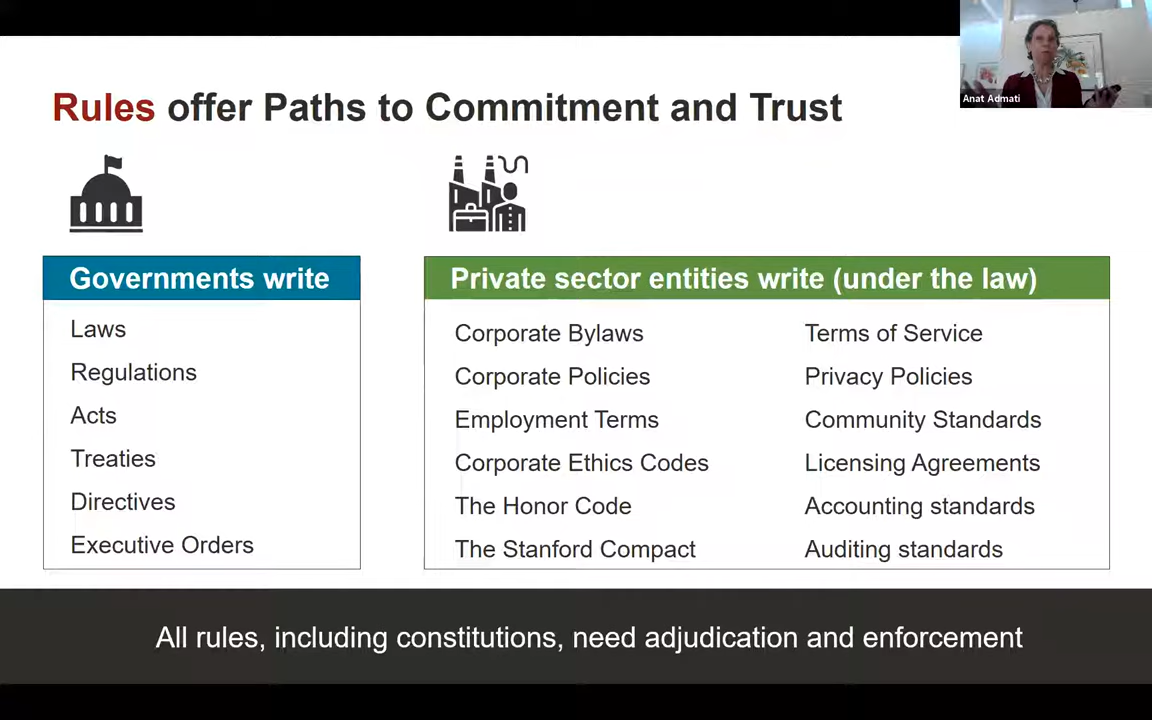 Anat Admati
Rules offer Paths to Commitment and Trust
Governments write
Laws
Regulations
Acts
Treaties
Directives
Executive Orders
Private sector entities write (under the law)
Corporate Bylaws
Corporate Policies
Employment Terms
Corporate Ethics Codes
The Honor Code
The Stanford Compact
Terms of Service
Privacy Policies
Community Standards
Licensing Agreements
Accounting standards
Auditing standards
All rules, including constitutions, need adjudication and enforcement